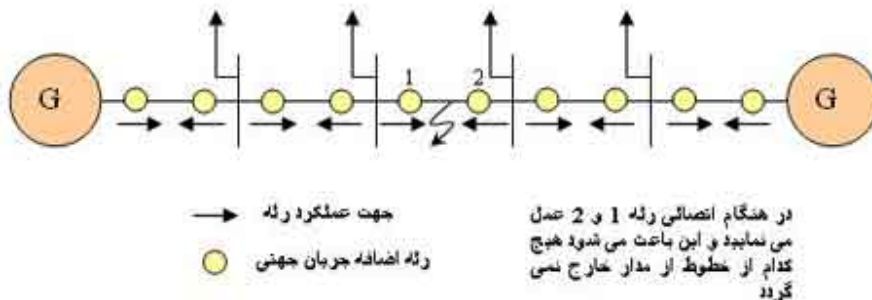 1 2
G G
در هنگام اتصالی رله 1 و 2 عمل
می نمایید و این باعث می شود هیچ
کدام از خطوط از مدار خارج نمی
گردد
جهت عملکرد رله
رله اضافه جریان جهتی